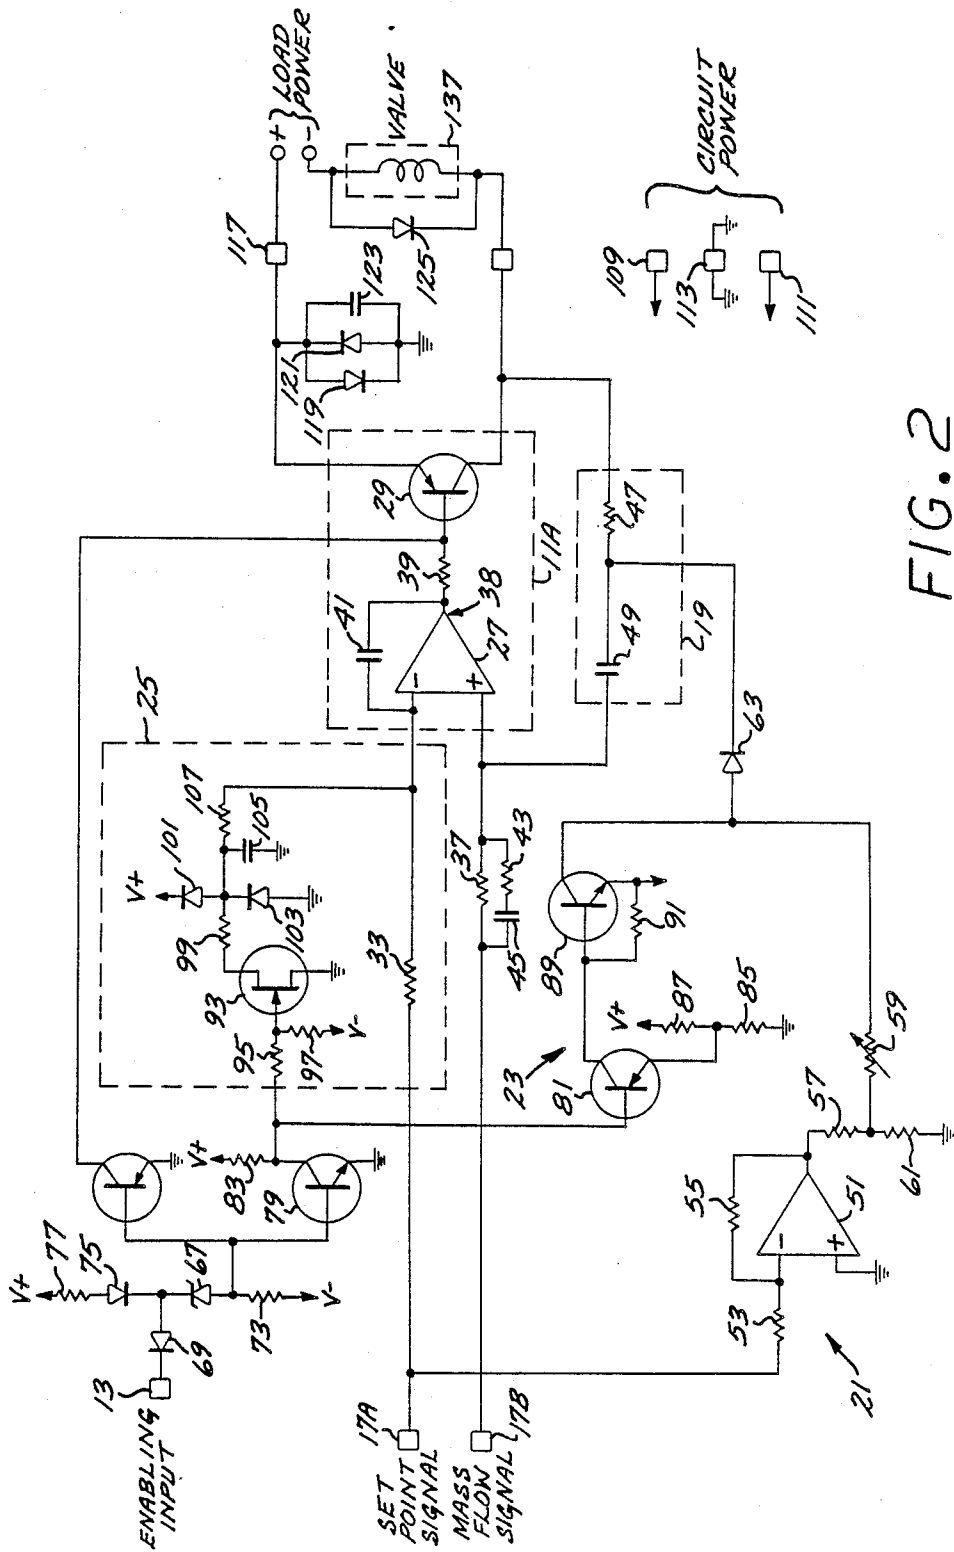 ENABLING
INPUT
13
69
V+
77
75
67
73
V-
V+
83
79
25
95
97
V-
93
99
V+
101
103
105
107
SET
POINT
SIGNAL
17A
33
MASS
FLOW
SIGNAL
17B
37
43
45
41
-
+
27
38
39
29
11A
117
119
121
123
125
+
-
LOAD
POWER
VALVE
137
47
49
19
63
23
81
V+
87
85
89
91
21
53
55
-
+
51
57
59
61
109
113
111
CIRCUIT
POWER
FIG. 2